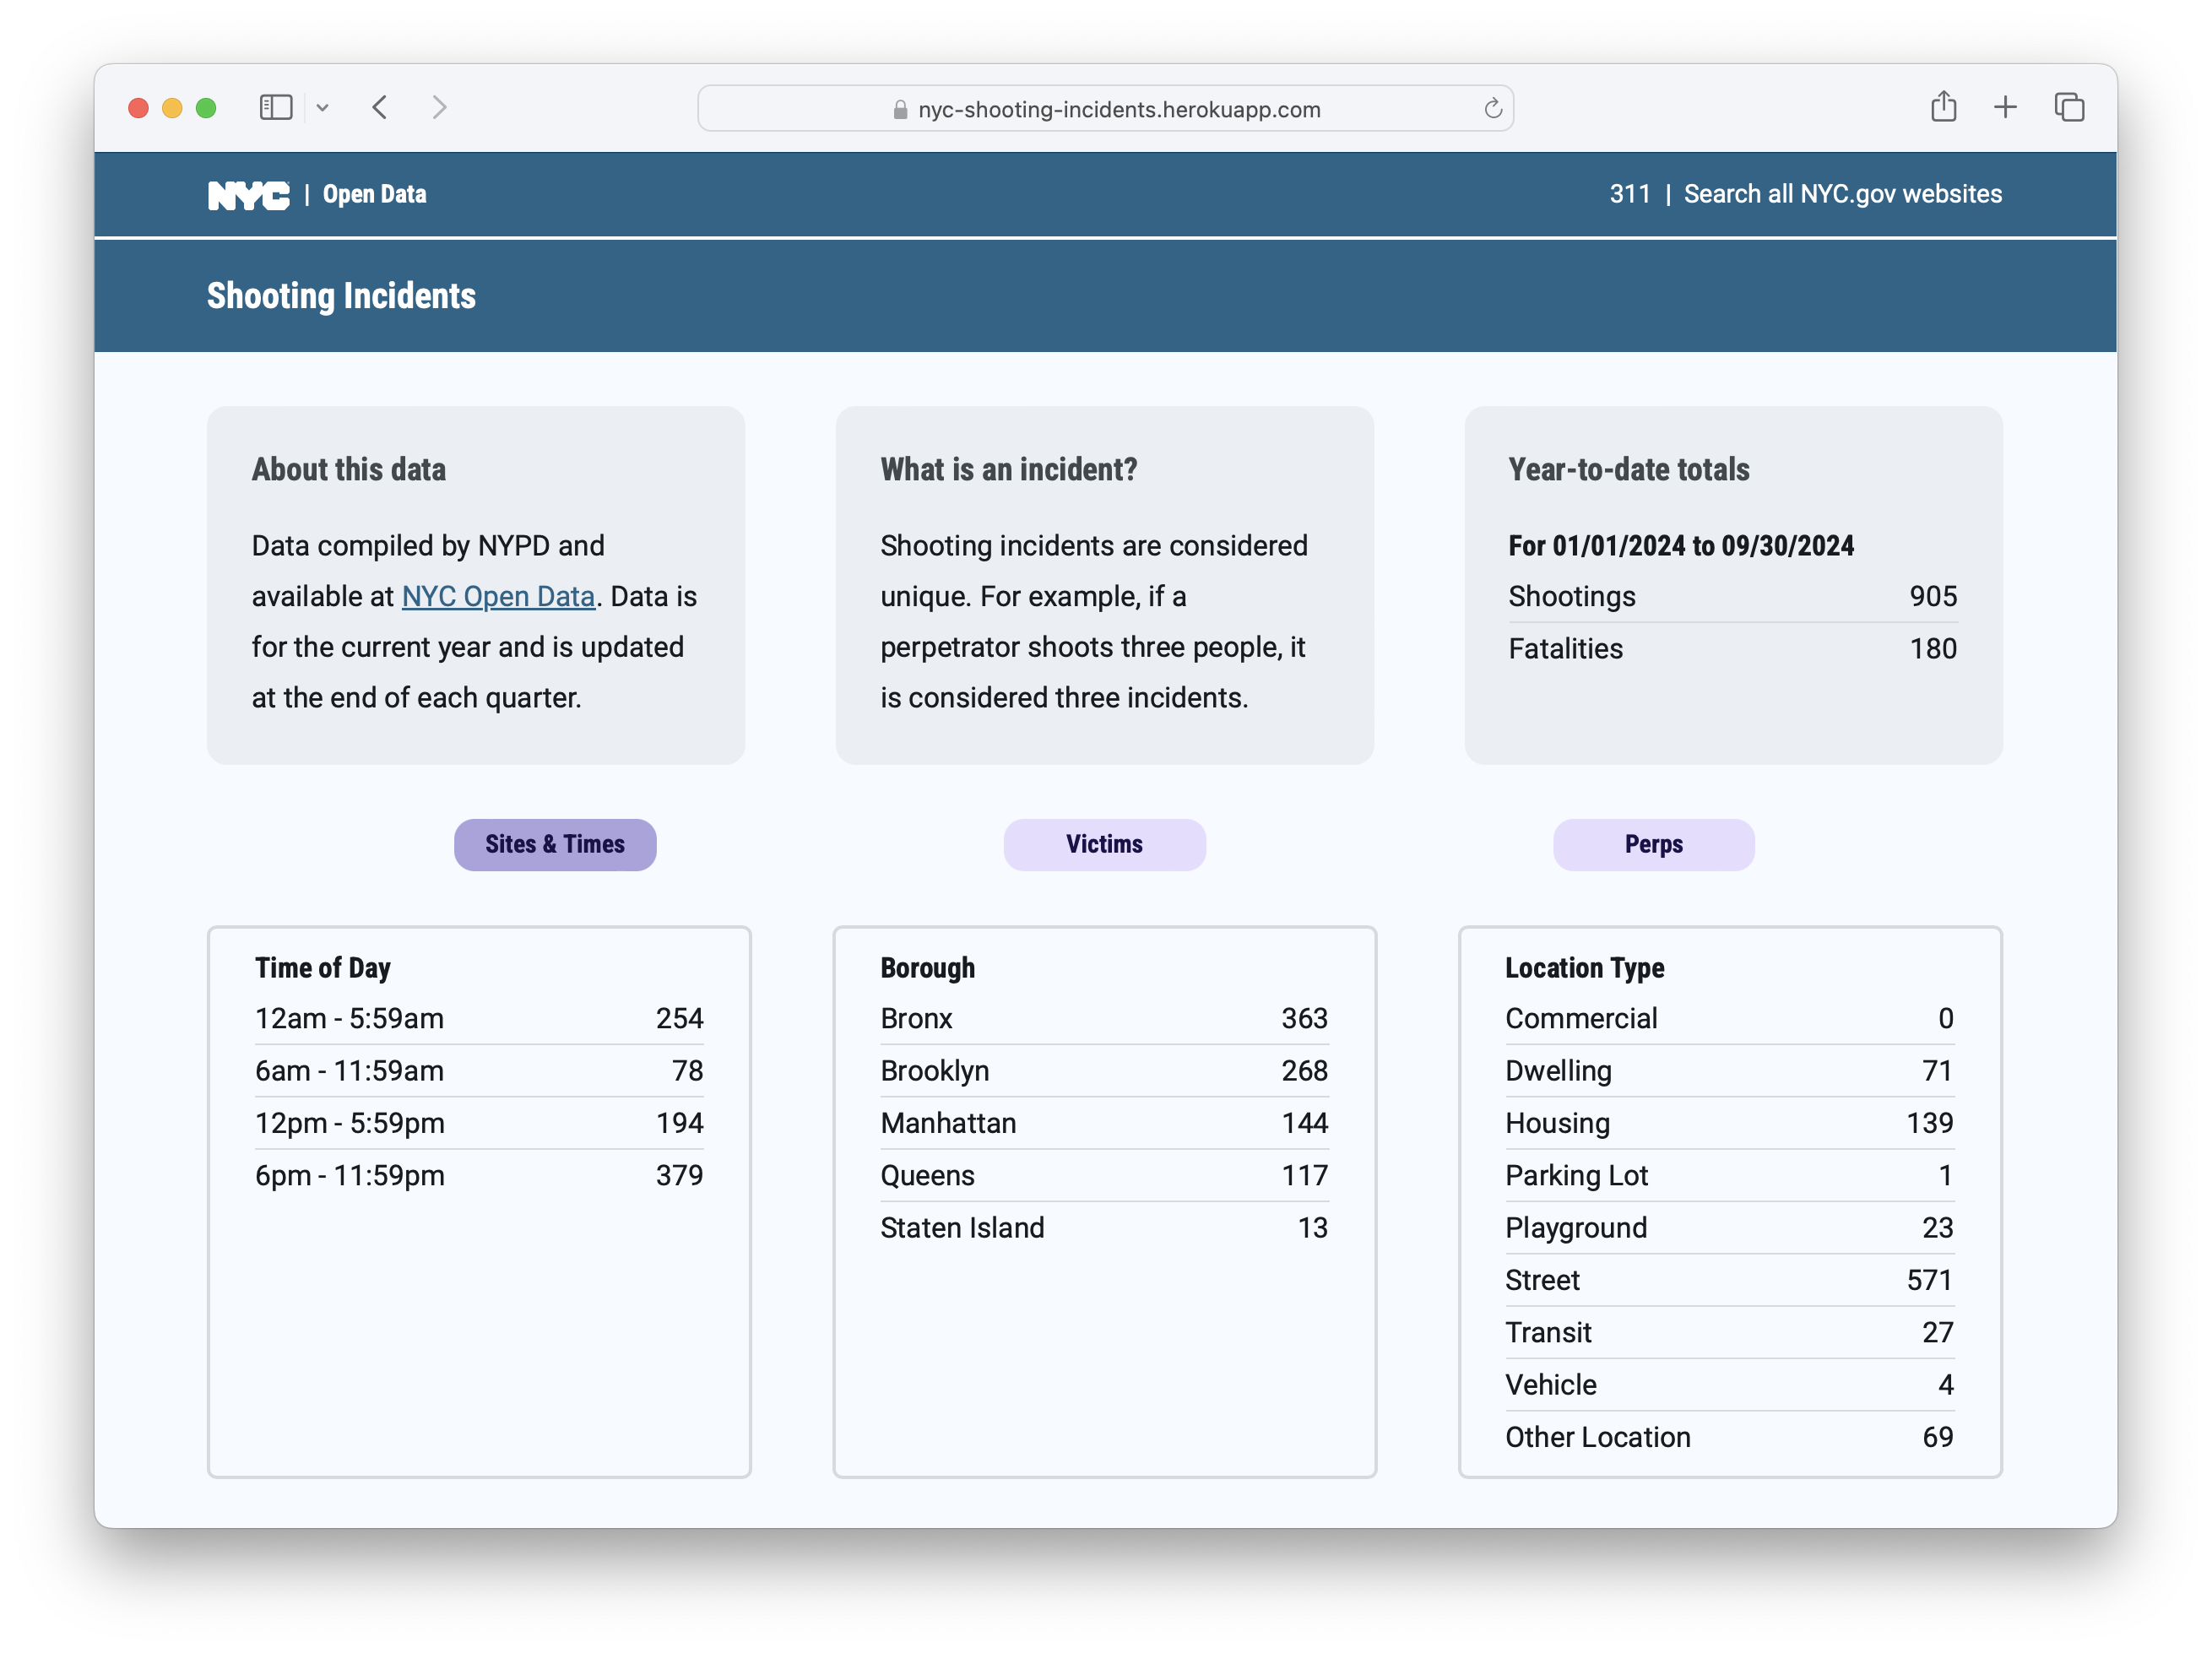 nyc-shooting-incidents.herokuapp.com
NYC | Open Data
311 | Search all NYC.gov websites
Shooting Incidents
About this data
Data compiled by NYPD and
available at NYC Open Data. Data is
for the current year and is updated
at the end of each quarter.
What is an incident?
Shooting incidents are considered
unique. For example, if a
perpetrator shoots three people, it
is considered three incidents.
Year-to-date totals
For 01/01/2024 to 09/30/2024
Shootings 905
Fatalities 180
Sites & Times
Victims
Perps
Time of Day
12am - 5:59am 254
6am - 11:59am 78
12pm - 5:59pm 194
6pm - 11:59pm 379
Borough
Bronx 363
Brooklyn 268
Manhattan 144
Queens 117
Staten Island 13
Location Type
Commercial 0
Dwelling 71
Housing 139
Parking Lot 1
Playground 23
Street 571
Transit 27
Vehicle 4
Other Location 69